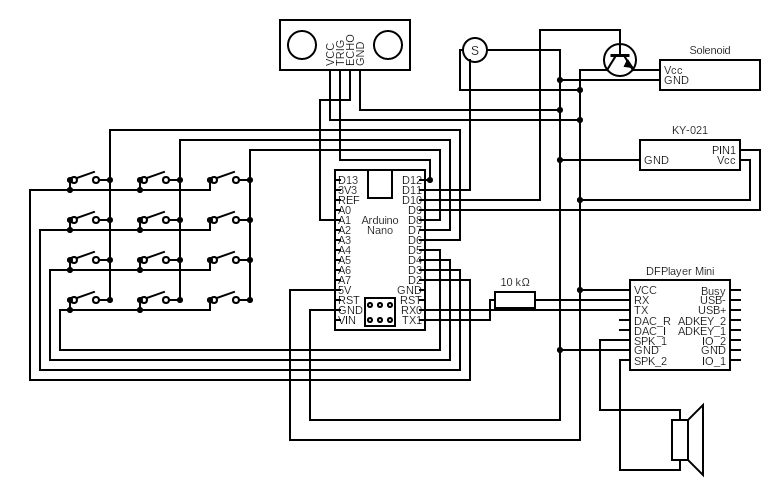 VCC
TRIG
ECHO
GND
S
Solenoid
Vcc
GND
KY-021
PIN1
GND
Vcc
D13
3V3
REF
A0
A1
A2
A3
A4
A5
A6
A7
5V
RST
GND
VIN
Arduino
Nano
D12
D11
D10
D9
D8
D7
D6
D5
D4
D3
D2
GND
RST
RX0
TX1
10 kΩ
DFPlayer Mini
VCC
RX
TX
DAC_R
DAC_I
SPK_1
GND
SPK_2
Busy
USB-
USB+
ADKEY_2
ADKEY_1
IO_2
GND
IO_1